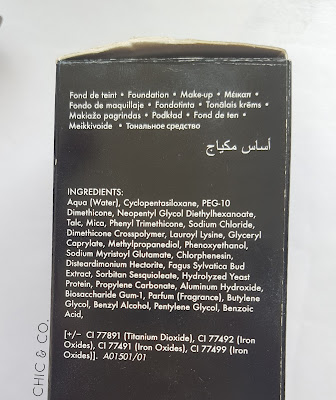 Fond de teint • Foundation • Make-up • Μέικαπ •
Fondo de maquillaje • Fondotinta • Tonālais krēms •
Makiažo pagrindas • Podkład • Fond de ten •
Meikkivoide • Тональное средство
أساس مكياج
INGREDIENTS:
Aqua (Water), Cyclopentasiloxane, PEG-10
Dimethicone, Neopentyl Glycol Diethylhexanoate,
Talc, Mica, Phenyl Trimethicone, Sodium Chloride,
Dimethicone Crosspolymer, Lauroyl Lysine, Glyceryl
Caprylate, Methylpropanediol, Phenoxyethanol,
Sodium Myristoyl Glutamate, Chlorphenesin,
Disteardimonium Hectorite, Fagus Sylvatica Bud
Extract, Sorbitan Sesquioleate, Hydrolyzed Yeast
Protein, Propylene Carbonate, Aluminum Hydroxide,
Biosaccharide Gum-1, Parfum (Fragrance), Butylene
Glycol, Benzyl Alcohol, Pentylene Glycol, Benzoic
Acid,
[+/- CI 77891 (Titanium Dioxide), CI 77492 (Iron
Oxides), CI 77491 (Iron Oxides), CI 77499 (Iron
Oxides)]. A01501/01
CHIC & CO.